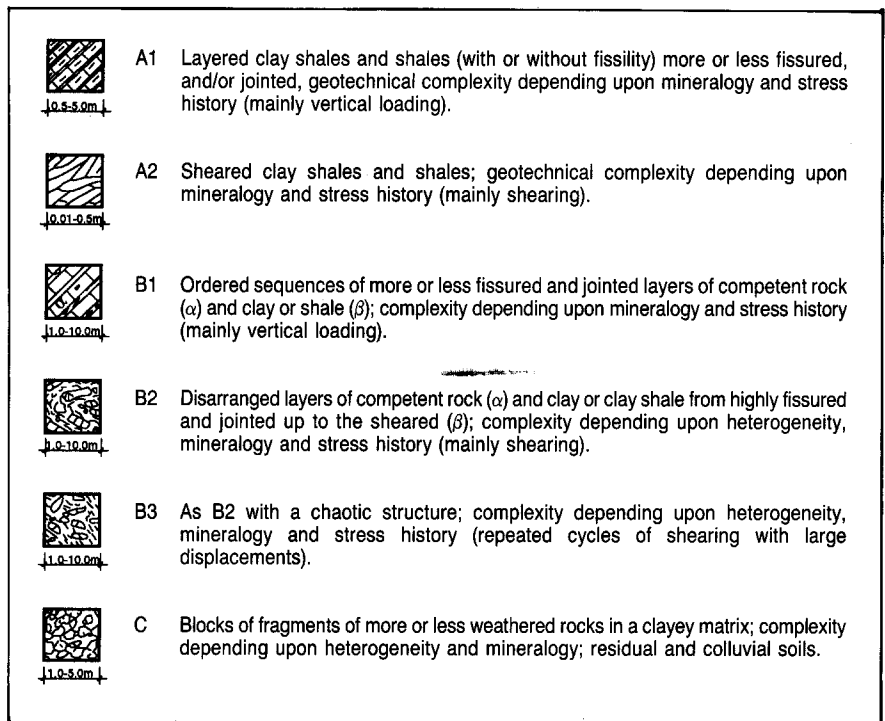 A1 Layered clay shales and shales (with or without fissility) more or less fissured,
and/or jointed, geotechnical complexity depending upon mineralogy and stress
history (mainly vertical loading).
0.5-5.0m
A2 Sheared clay shales and shales; geotechnical complexity depending upon
mineralogy and stress history (mainly shearing).
0.01-0.5m
B1 Ordered sequences of more or less fissured and jointed layers of competent rock
(α) and clay or shale (β); complexity depending upon mineralogy and stress history
(mainly vertical loading).
1.0-10.0m
B2 Disarranged layers of competent rock (α) and clay or clay shale from highly fissured
and jointed up to the sheared (β); complexity depending upon heterogeneity,
mineralogy and stress history (mainly shearing).
1.0-10.0m
B3 As B2 with a chaotic structure; complexity depending upon heterogeneity,
mineralogy and stress history (repeated cycles of shearing with large
displacements).
1.0-10.0m
C Blocks of fragments of more or less weathered rocks in a clayey matrix; complexity
depending upon heterogeneity and mineralogy; residual and colluvial soils.
1.0-5.0m